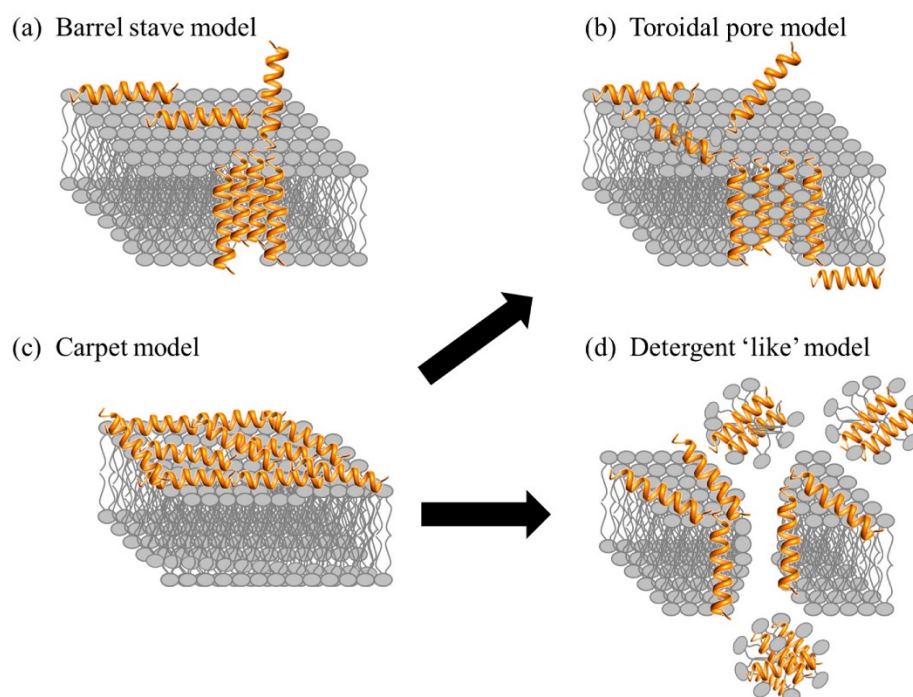 (a) Barrel stave model
(b) Toroidal pore model
(c) Carpet model
(d) Detergent ‘like’ model